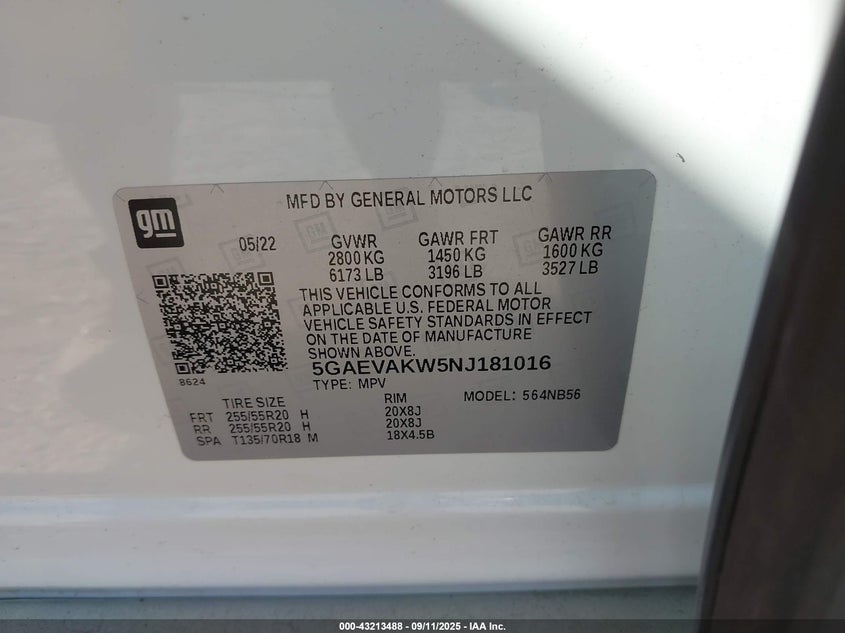 gm
MFD BY GENERAL MOTORS LLC
05/22
GVWR
2800 KG
6173 LB
GAWR FRT
1450 KG
3196 LB
GAWR RR
1600 KG
3527 LB
THIS VEHICLE CONFORMS TO ALL
APPLICABLE U.S. FEDERAL MOTOR
VEHICLE SAFETY STANDARDS IN EFFECT
ON THE DATE OF MANUFACTURE
SHOWN ABOVE.
8624
5GAEVAKW5NJ181016
TYPE: MPV
MODEL: 564NB56
TIRE SIZE RIM
FRT 255/55R20 H 20X8J
RR 255/55R20 H 20X8J
SPA T135/70R18 M 18X4.5B
000-43213488 - 09/11/2025 - IAA Inc.